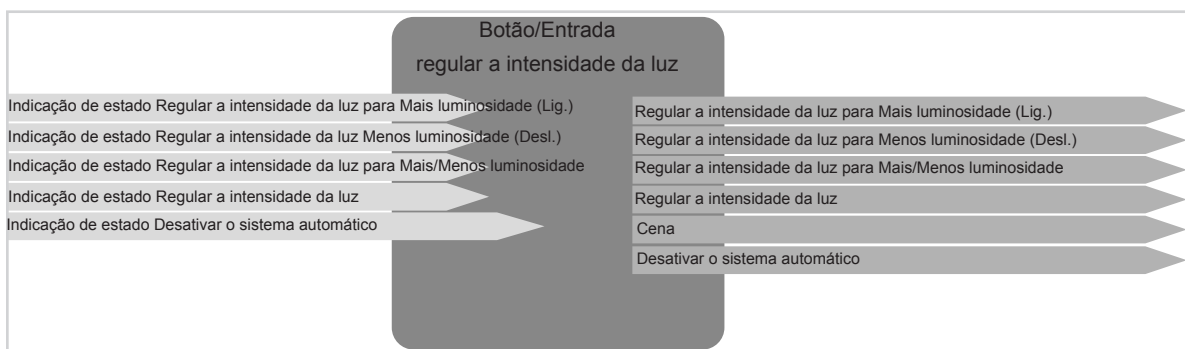 Botão/Entrada
regular a intensidade da luz
Indicação de estado Regular a intensidade da luz para Mais luminosidade (Lig.)
Indicação de estado Regular a intensidade da luz Menos luminosidade (Desl.)
Indicação de estado Regular a intensidade da luz para Mais/Menos luminosidade
Indicação de estado Regular a intensidade da luz
Indicação de estado Desativar o sistema automático
Regular a intensidade da luz para Mais luminosidade (Lig.)
Regular a intensidade da luz para Menos luminosidade (Desl.)
Regular a intensidade da luz para Mais/Menos luminosidade
Regular a intensidade da luz
Cena
Desativar o sistema automático